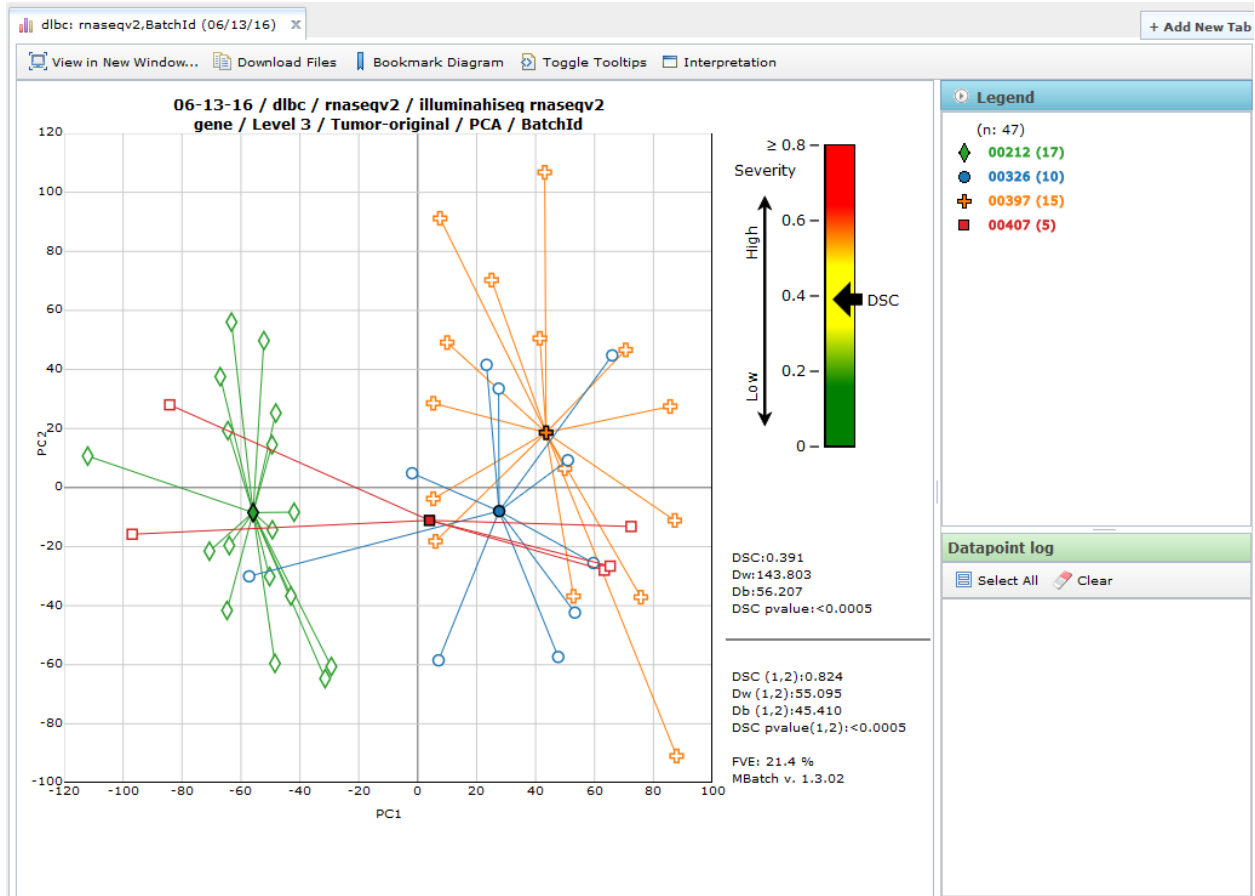 dlbc: rnaseqv2,BatchId (06/13/16) x
+ Add New Tab
View in New Window... Download Files Bookmark Diagram Toggle Tooltips Interpretation
06-13-16 / dlbc / rnaseqv2 / illuminahiseq rnaseqv2
gene / Level 3 / Tumor-original / PCA / BatchId
120
100
80
60
40
20
0
-20
-40
-60
-80
-100
PC2
-120 -100 -80 -60 -40 -20 0 20 40 60 80 100
PC1
Severity
High
Low
≥ 0.8
0.6
0.4
0.2
0
DSC
DSC:0.391
Dw:143.803
Db:56.207
DSC pvalue:<0.0005
DSC (1,2):0.824
Dw (1,2):55.095
Db (1,2):45.410
DSC pvalue(1,2):<0.0005
FVE: 21.4 %
MBatch v. 1.3.02
Legend
(n: 47)
00212 (17)
00326 (10)
00397 (15)
00407 (5)
Datapoint log
Select All Clear